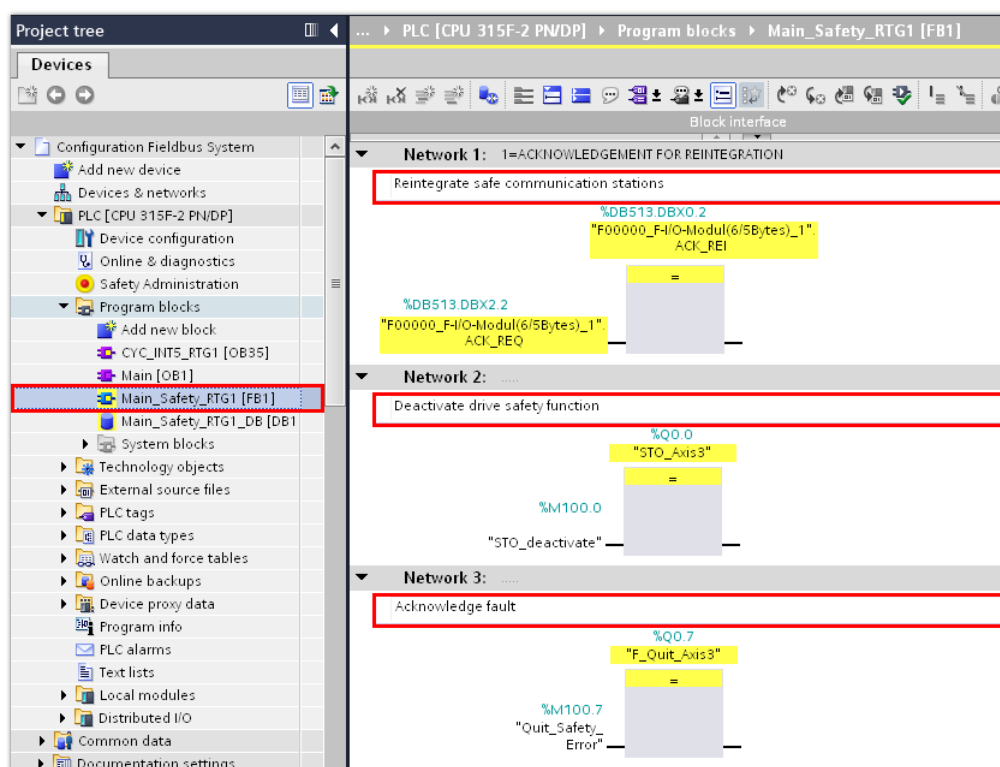 Project tree
Devices
Configuration Fieldbus System
Add new device
Devices & networks
PLC [CPU 315F-2 PN/DP]
Device configuration
Online & diagnostics
Safety Administration
Program blocks
Add new block
CYC_INT5_RTG1 [OB35]
Main [OB1]
Main_Safety_RTG1 [FB1]
Main_Safety_RTG1_DB [DB1
System blocks
Technology objects
External source files
PLC tags
PLC data types
Watch and force tables
Online backups
Device proxy data
Program info
PLC alarms
Text lists
Local modules
Distributed I/O
Common data
Documentation settings
... PLC [CPU 315F-2 PN/DP] Program blocks Main_Safety_RTG1 [FB1]
Block interface
Network 1: 1=ACKNOWLEDGEMENT FOR REINTEGRATION
Reintegrate safe communication stations
%DB513.DBX0.2
"F00000_F-I/O-Modul(6/5Bytes)_1".
ACK_REI
=
%DB513.DBX2.2
"F00000_F-I/O-Modul(6/5Bytes)_1".
ACK_REQ
Network 2: .....
Deactivate drive safety function
%Q0.0
"STO_Axis3"
=
%M100.0
"STO_deactivate"
Network 3: .....
Acknowledge fault
%Q0.7
"F_Quit_Axis3"
=
%M100.7
"Quit_Safety_
Error"